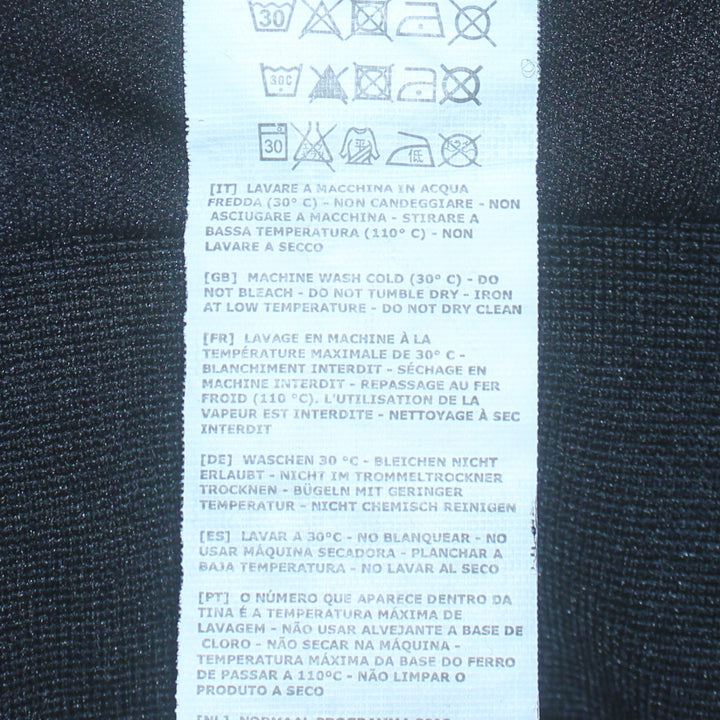 30
30C
30
低
[IT] LAVARE A MACCHINA IN ACQUA
FREDDA (30° C) - NON CANDEGGIARE - NON
ASCIUGARE A MACCHINA - STIRARE A
BASSA TEMPERATURA (110° C) - NON
LAVARE A SECCO
[GB] MACHINE WASH COLD (30° C) - DO
NOT BLEACH - DO NOT TUMBLE DRY - IRON
AT LOW TEMPERATURE - DO NOT DRY CLEAN
[FR] LAVAGE EN MACHINE À LA
TEMPÉRATURE MAXIMALE DE 30° C -
BLANCHIMENT INTERDIT - SÉCHAGE EN
MACHINE INTERDIT - REPASSAGE AU FER
FROID (110 °C). L'UTILISATION DE LA
VAPEUR EST INTERDITE - NETTOYAGE À SEC
INTERDIT
[DE] WASCHEN 30 °C - BLEICHEN NICHT
ERLAUBT - NICHT IM TROMMELTROCKNER
TROCKNEN - BÜGELN MIT GERINGER
TEMPERATUR - NICHT CHEMISCH REINIGEN
[ES] LAVAR A 30°C - NO BLANQUEAR - NO
USAR MÁQUINA SECADORA - PLANCHAR A
BAJA TEMPERATURA - NO LAVAR AL SECO
[PT] O NÚMERO QUE APARECE DENTRO DA
TINA É A TEMPERATURA MÁXIMA DE
LAVAGEM - NÃO USAR ALVEJANTE A BASE DE
CLORO - NÃO SECAR NA MÁQUINA -
TEMPERATURA MÁXIMA DA BASE DO FERRO
DE PASSAR A 110°C - NÃO LIMPAR O
PRODUTO A SECO
[NL] NORMAAL PROGRAMMA